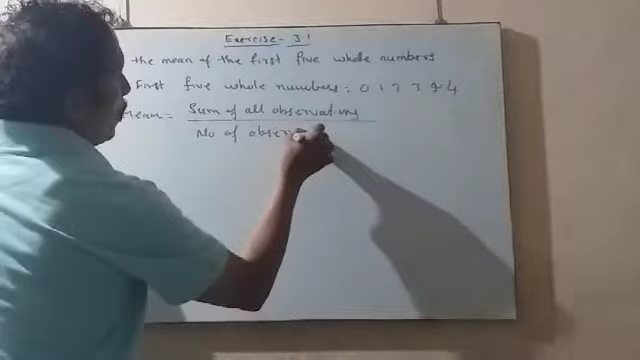 Exercise - 3.1
the mean of the first five whole numbers
First five whole numbers = 0 1 2 3 & 4
Mean = Sum of all observations
No of obser